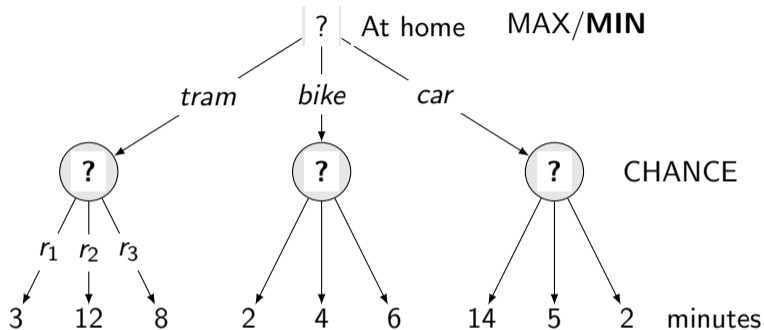 ? At home MAX/MIN
tram bike car
? ? ? CHANCE
r1 r2 r3
3 12 8 2 4 6 14 5 2 minutes